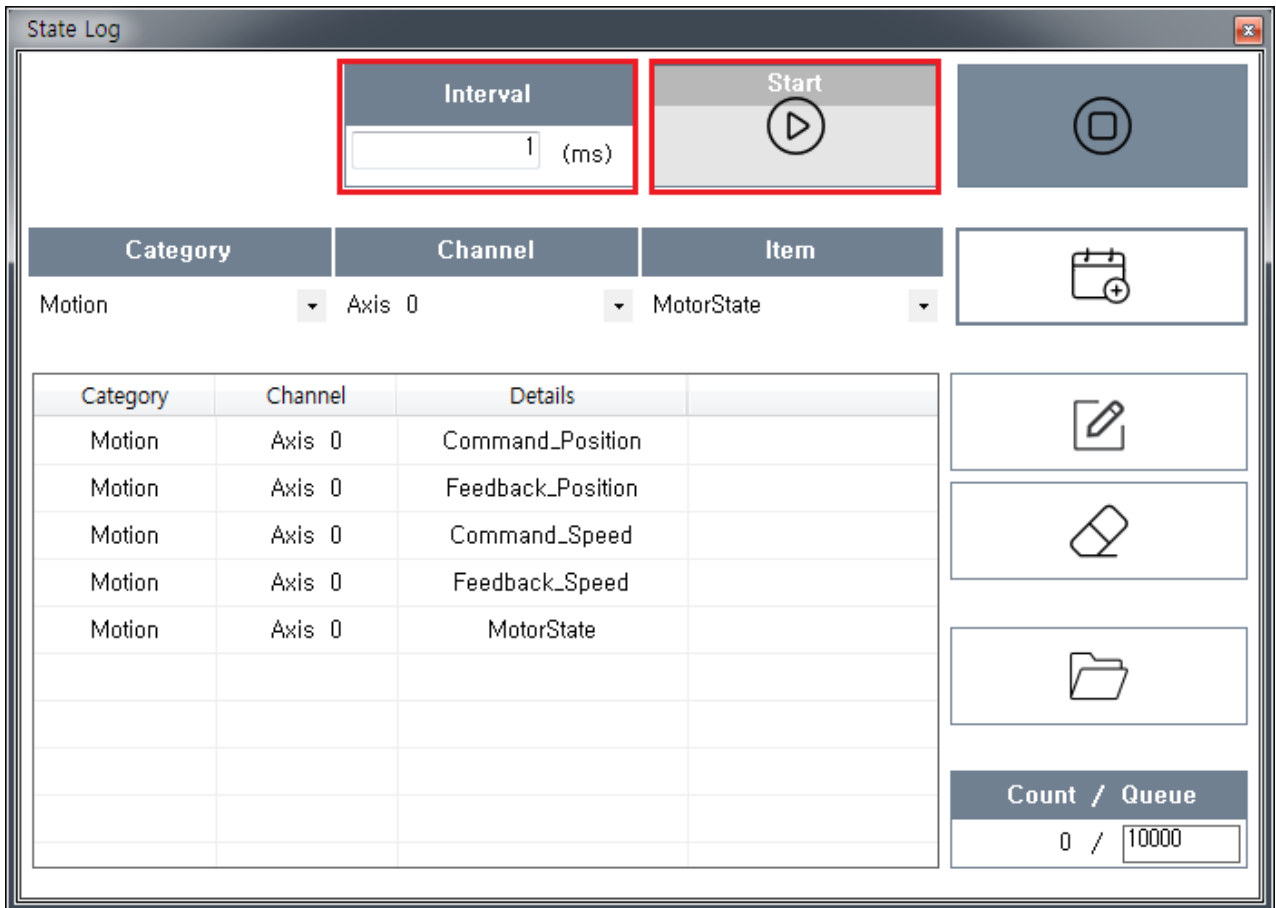 State Log
Interval
1 (ms)
Start
Category Channel Item
Motion Axis 0 MotorState
Category Channel Details
Motion Axis 0 Command_Position
Motion Axis 0 Feedback_Position
Motion Axis 0 Command_Speed
Motion Axis 0 Feedback_Speed
Motion Axis 0 MotorState
Count / Queue
0 / 10000